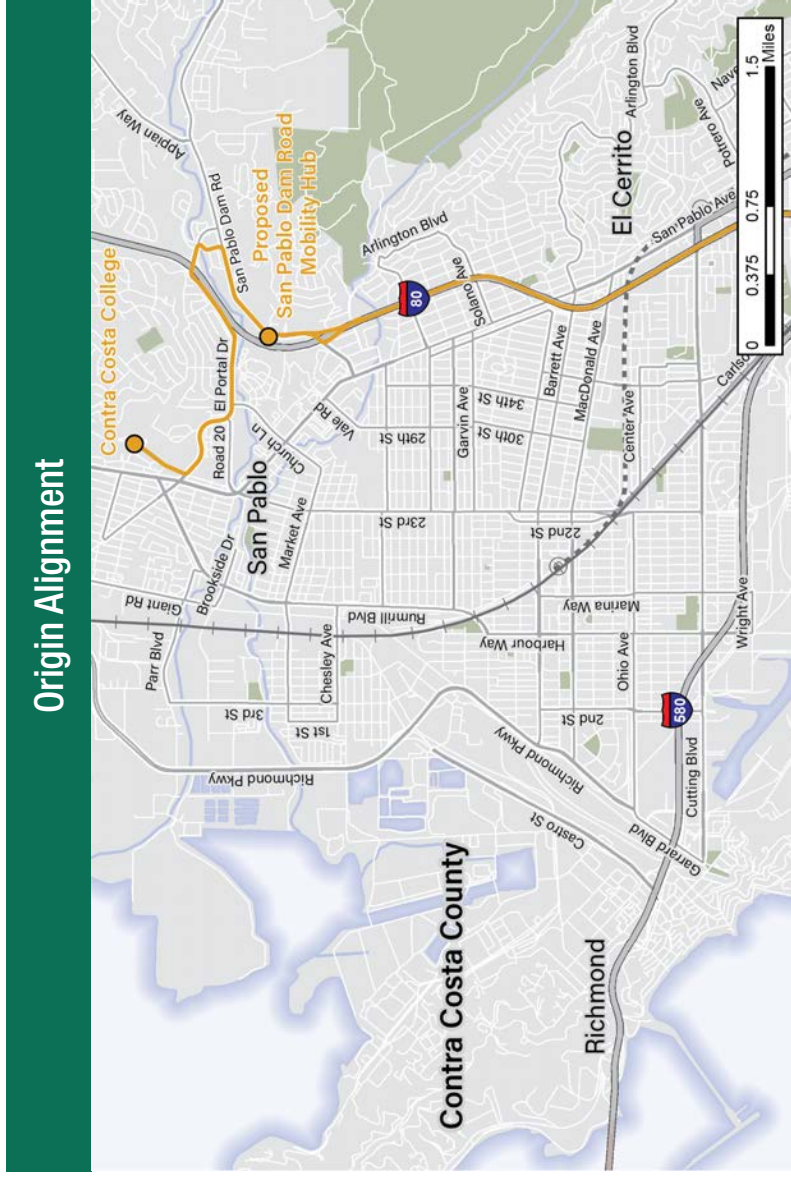 Origin Alignment
Appian Way
Contra Costa College
San Pablo Dam Rd
Proposed
San Pablo Dam Road
Mobility Hub
Road 20
El Portal Dr
Church Ln
Vale Rd
San Pablo
Market Ave
Brookside Dr
Giant Rd
Parr Blvd
3rd St
1st St
Chesley Ave
Rumrill Blvd
Richmond Pkwy
23rd St
29th St
Garvin Ave
34th St
30th St
Arlington Blvd
80
Solano Ave
Barrett Ave
MacDonald Ave
El Cerrito
Arlington Blvd
Potrero Ave
Nave
San Pablo Ave
Center Ave
22nd St
Marina Way
Harbour Way
Ohio Ave
2nd St
Richmond Pkwy
Castro St
Garrard Blvd
580
Cutting Blvd
Wright Ave
Carlso
Contra Costa County
Richmond
0 0.375 0.75 1.5
Miles